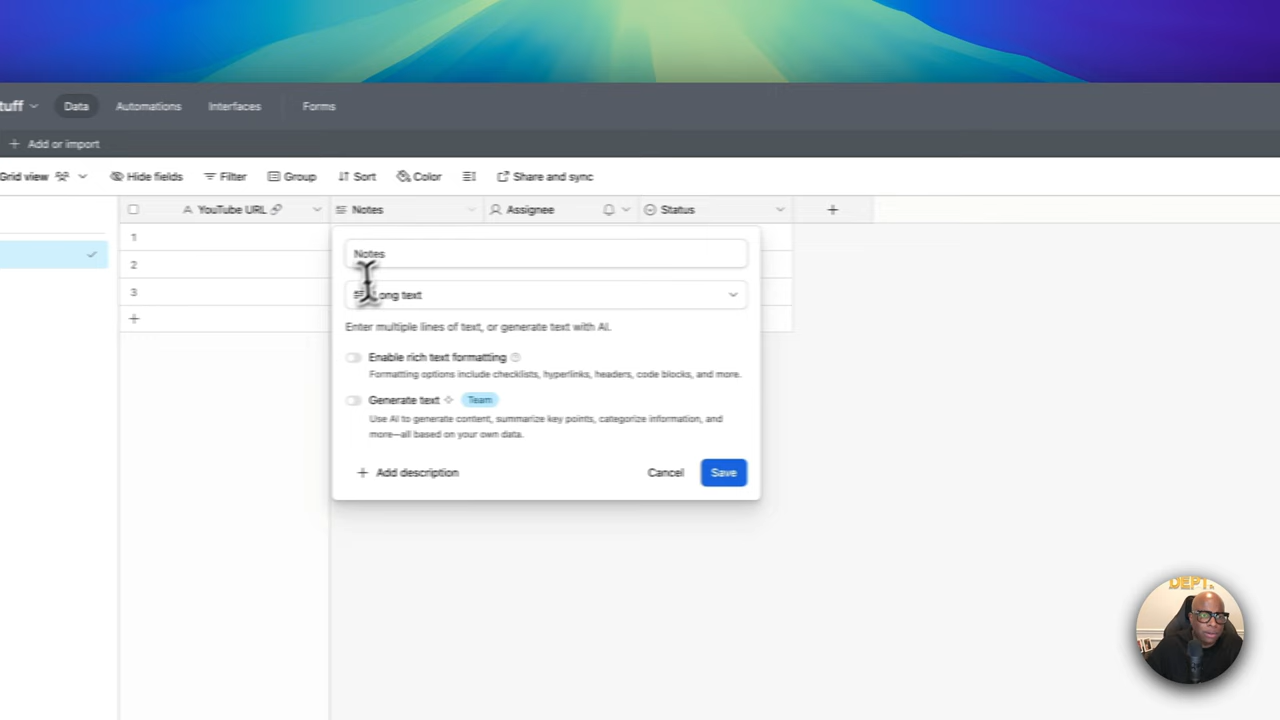 tuff Data Automations Interfaces Forms
+ Add or import
Grid view Hide fields Filter Group Sort Color Share and sync
A YouTube URL Notes Assignee Status +
1
2
3
+
Notes
Long text
Enter multiple lines of text, or generate text with AI.
Enable rich text formatting
Formatting options include checklists, hyperlinks, headers, code blocks, and more.
Generate text Team
Use AI to generate content, summarize key points, categorize information, and
more—all based on your own data.
+ Add description Cancel Save
DEPT.